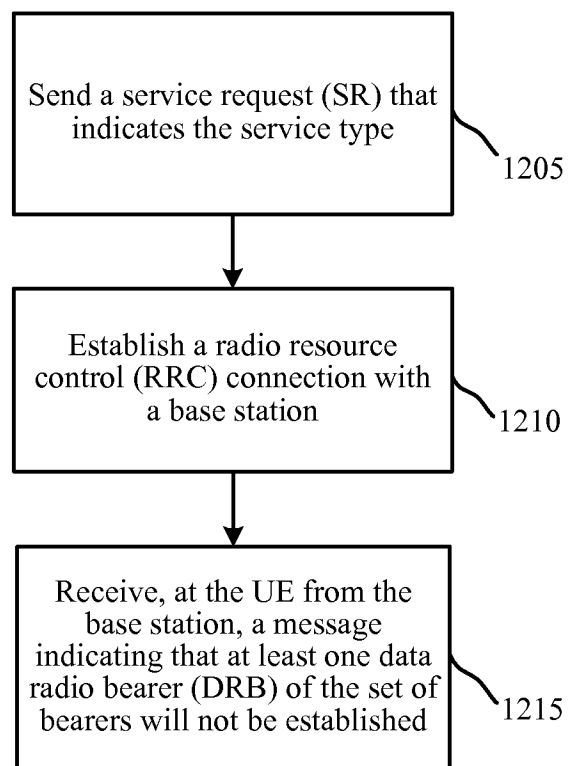 Send a service request (SR) that
indicates the service type
1205
Establish a radio resource
control (RRC) connection with
a base station
1210
Receive, at the UE from the
base station, a message
indicating that at least one data
radio bearer (DRB) of the set of
bearers will not be established
1215